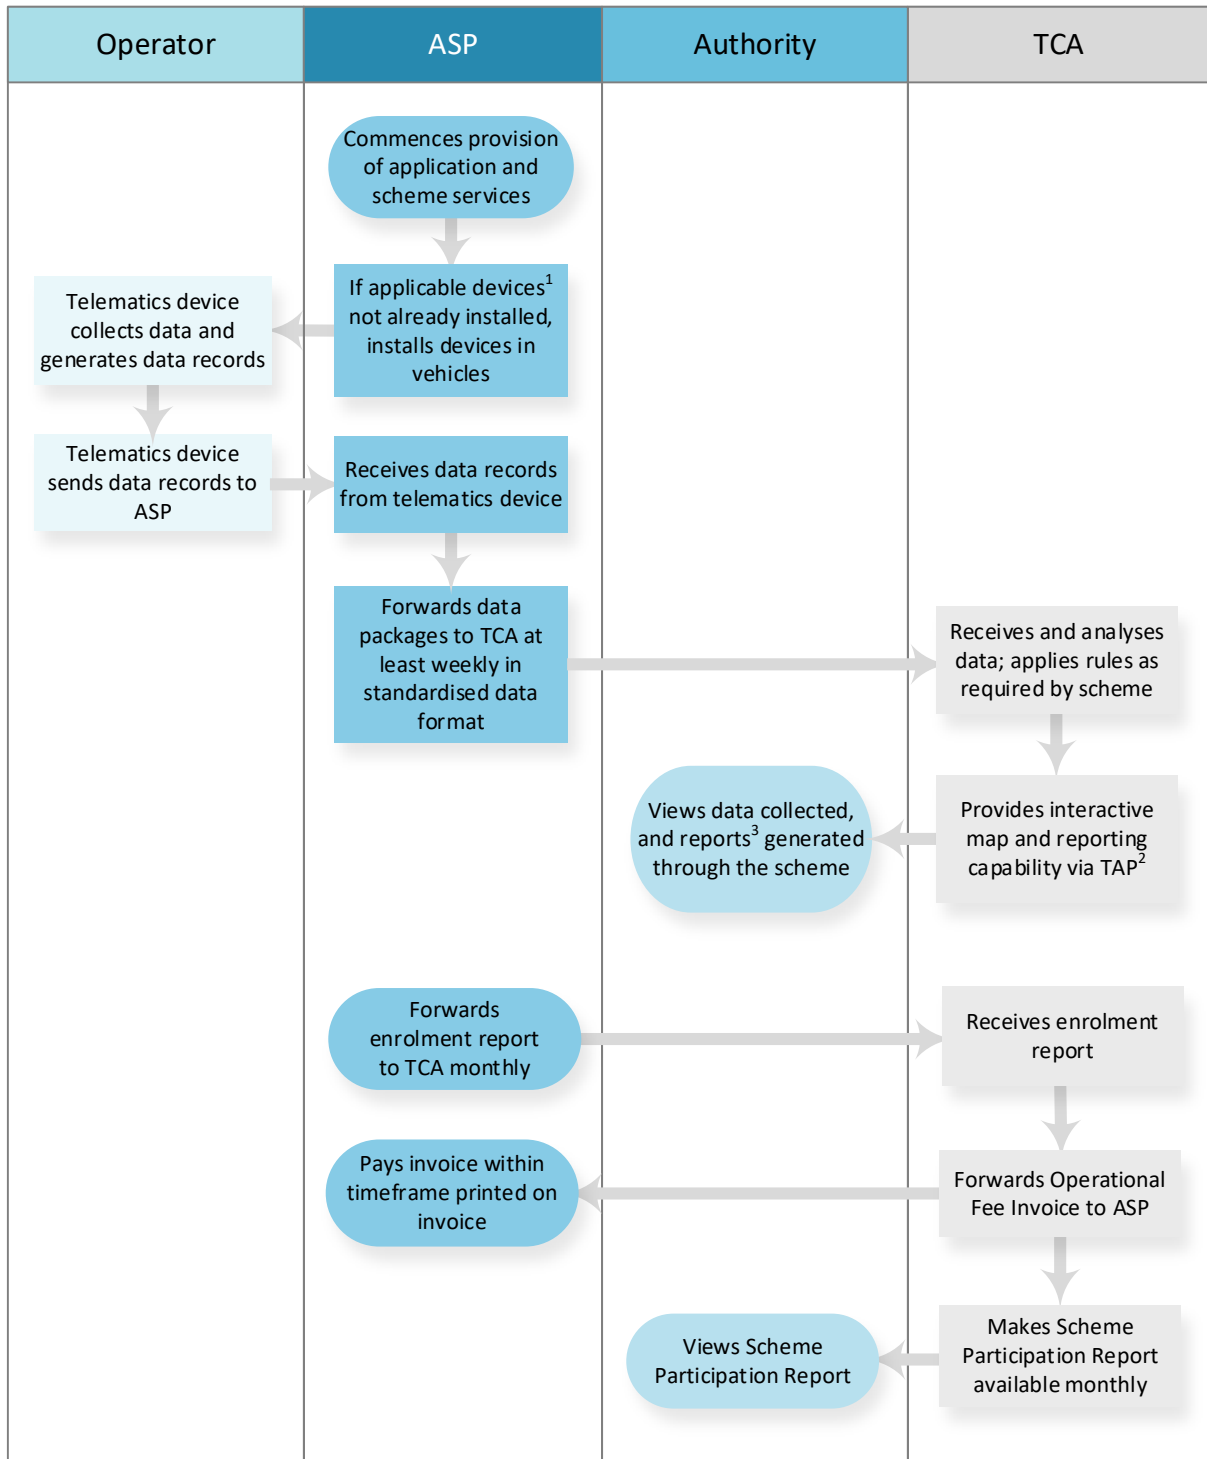 Operator
ASP
Authority
TCA
Commences provision
of application and
scheme services
If applicable devices1
not already installed,
installs devices in
vehicles
Telematics device
collects data and
generates data records
Telematics device
sends data records to
ASP
Receives data records
from telematics device
Forwards data
packages to TCA at
least weekly in
standardised data
format
Receives and analyses
data; applies rules as
required by scheme
Provides interactive
map and reporting
capability via TAP2
Views data collected,
and reports3 generated
through the scheme
Forwards
enrolment report
to TCA monthly
Receives enrolment
report
Forwards Operational
Fee Invoice to ASP
Pays invoice within
timeframe printed on
invoice
Makes Scheme
Participation Report
available monthly
Views Scheme
Participation Report